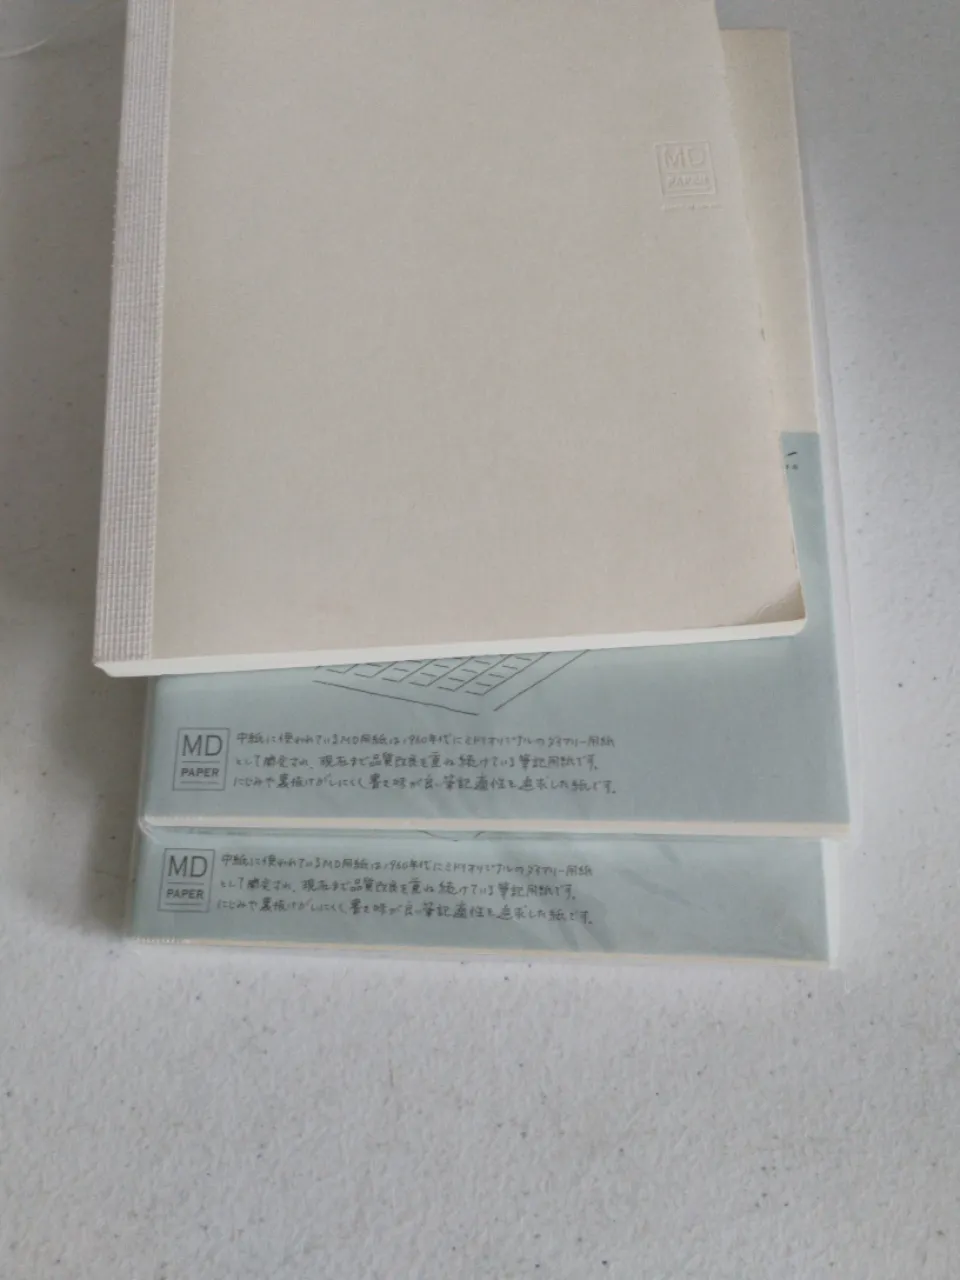 MD
PAPER
MD
PAPER
中紙に使われているMD用紙は1960年代にミドリオリジナルのダイアリー用紙
として開発され、現在まで品質改良を重ね続けている筆記用紙です。
にじみや裏抜けがしにくく、書き味が良い筆記適性を追求した紙です。
MD
PAPER
中紙に使われているMD用紙は1960年代にミドリオリジナルのダイアリー用紙
として開発され、現在まで品質改良を重ね続けている筆記用紙です。
にじみや裏抜けがしにくく、書き味が良い筆記適性を追求した紙です。